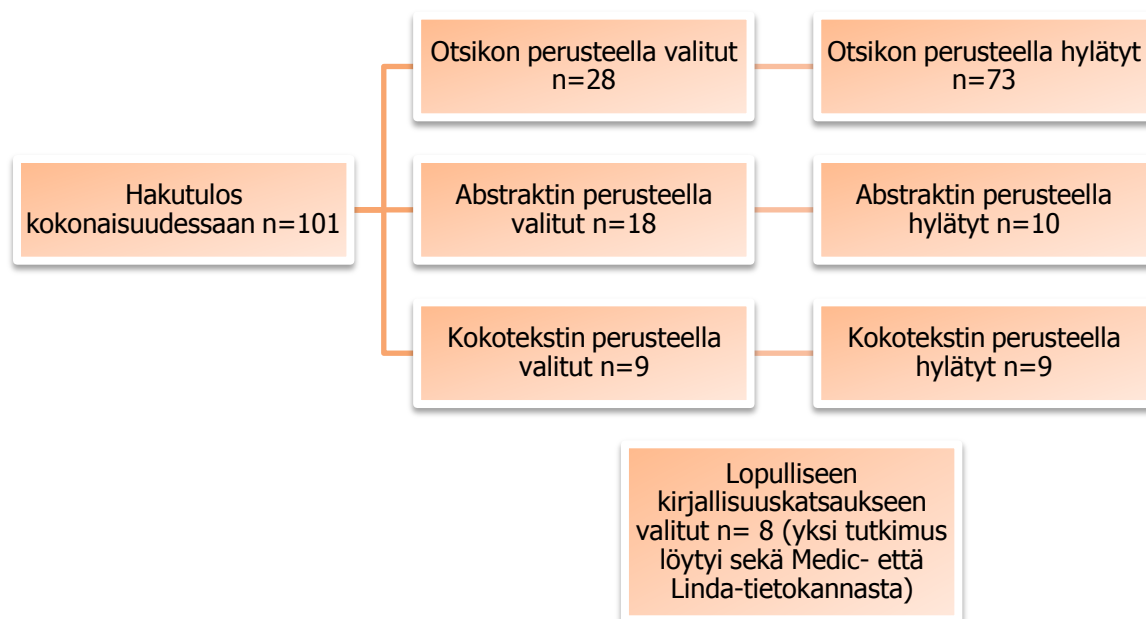 Otsikon perusteella valitut
n=28
Otsikon perusteella hylätyt
n=73
Hakutulos
kokonaisuudessaan n=101
Abstraktin perusteella
valitut n=18
Abstraktin perusteella
hylätyt n=10
Kokotekstin perusteella
valitut n=9
Kokotekstin perusteella
hylätyt n=9
Lopulliseen
kirjallisuuskatsaukseen
valitut n= 8 (yksi tutkimus
löytyi sekä Medic- että
Linda-tietokannasta)